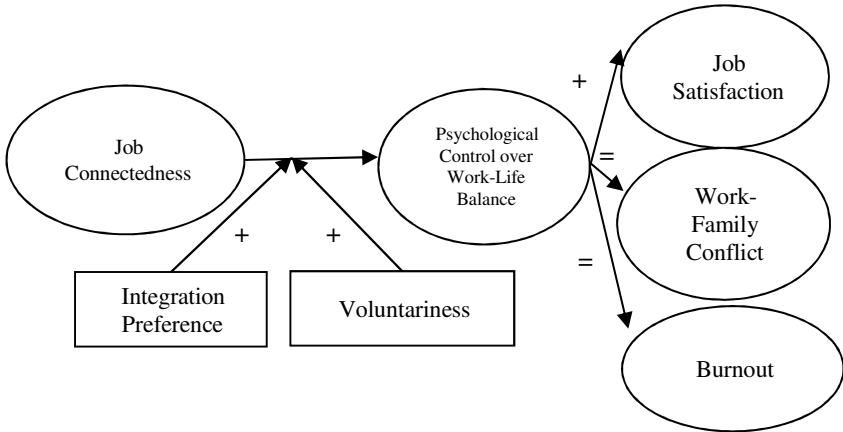 Job
Connectedness
+
+
Integration
Preference
Voluntariness
Psychological
Control over
Work-Life
Balance
+
=
=
Job
Satisfaction
Work-
Family
Conflict
Burnout